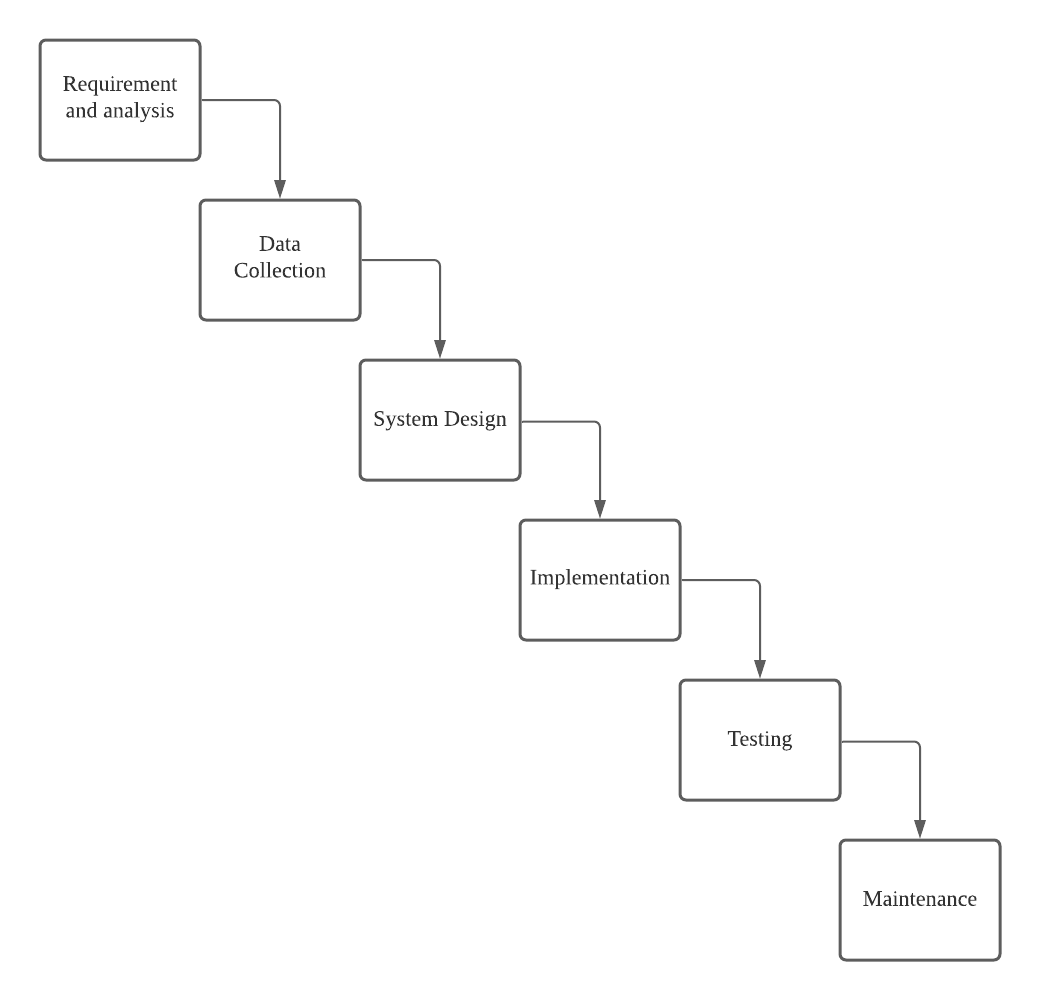 Requirement
and analysis
Data
Collection
System Design
Implementation
Testing
Maintenance